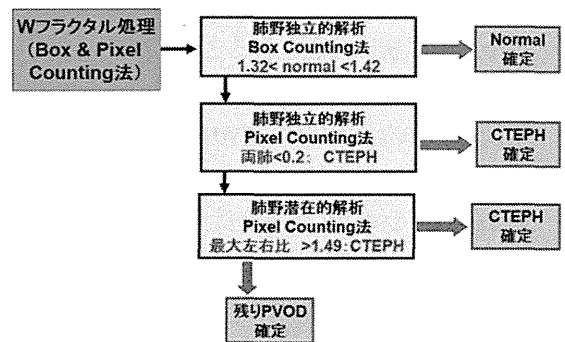 Wフラクタル処理
（Box & Pixel
Counting法）
肺野独立的解析
Box Counting法
1.32< normal <1.42
Normal
確定
肺野独立的解析
Pixel Counting法
両肺<0.2： CTEPH
CTEPH
確定
肺野潜在的解析
Pixel Counting法
最大左右比 >1.49:CTEPH
CTEPH
確定
残りPVOD
確定